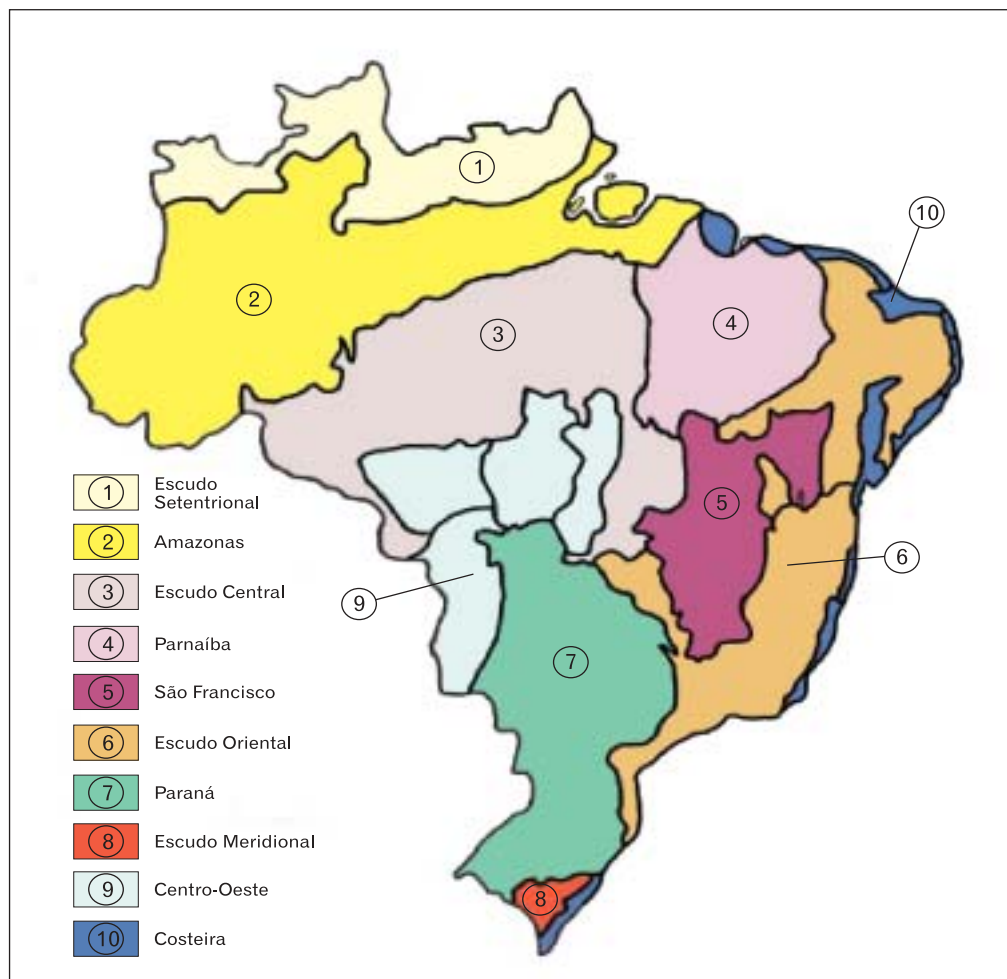 1
10
2
3
4
5
6
9
7
8
1 Escudo
Setentrional
2 Amazonas
3 Escudo Central
4 Parnaíba
5 São Francisco
6 Escudo Oriental
7 Paraná
8 Escudo Meridional
9 Centro-Oeste
10 Costeira